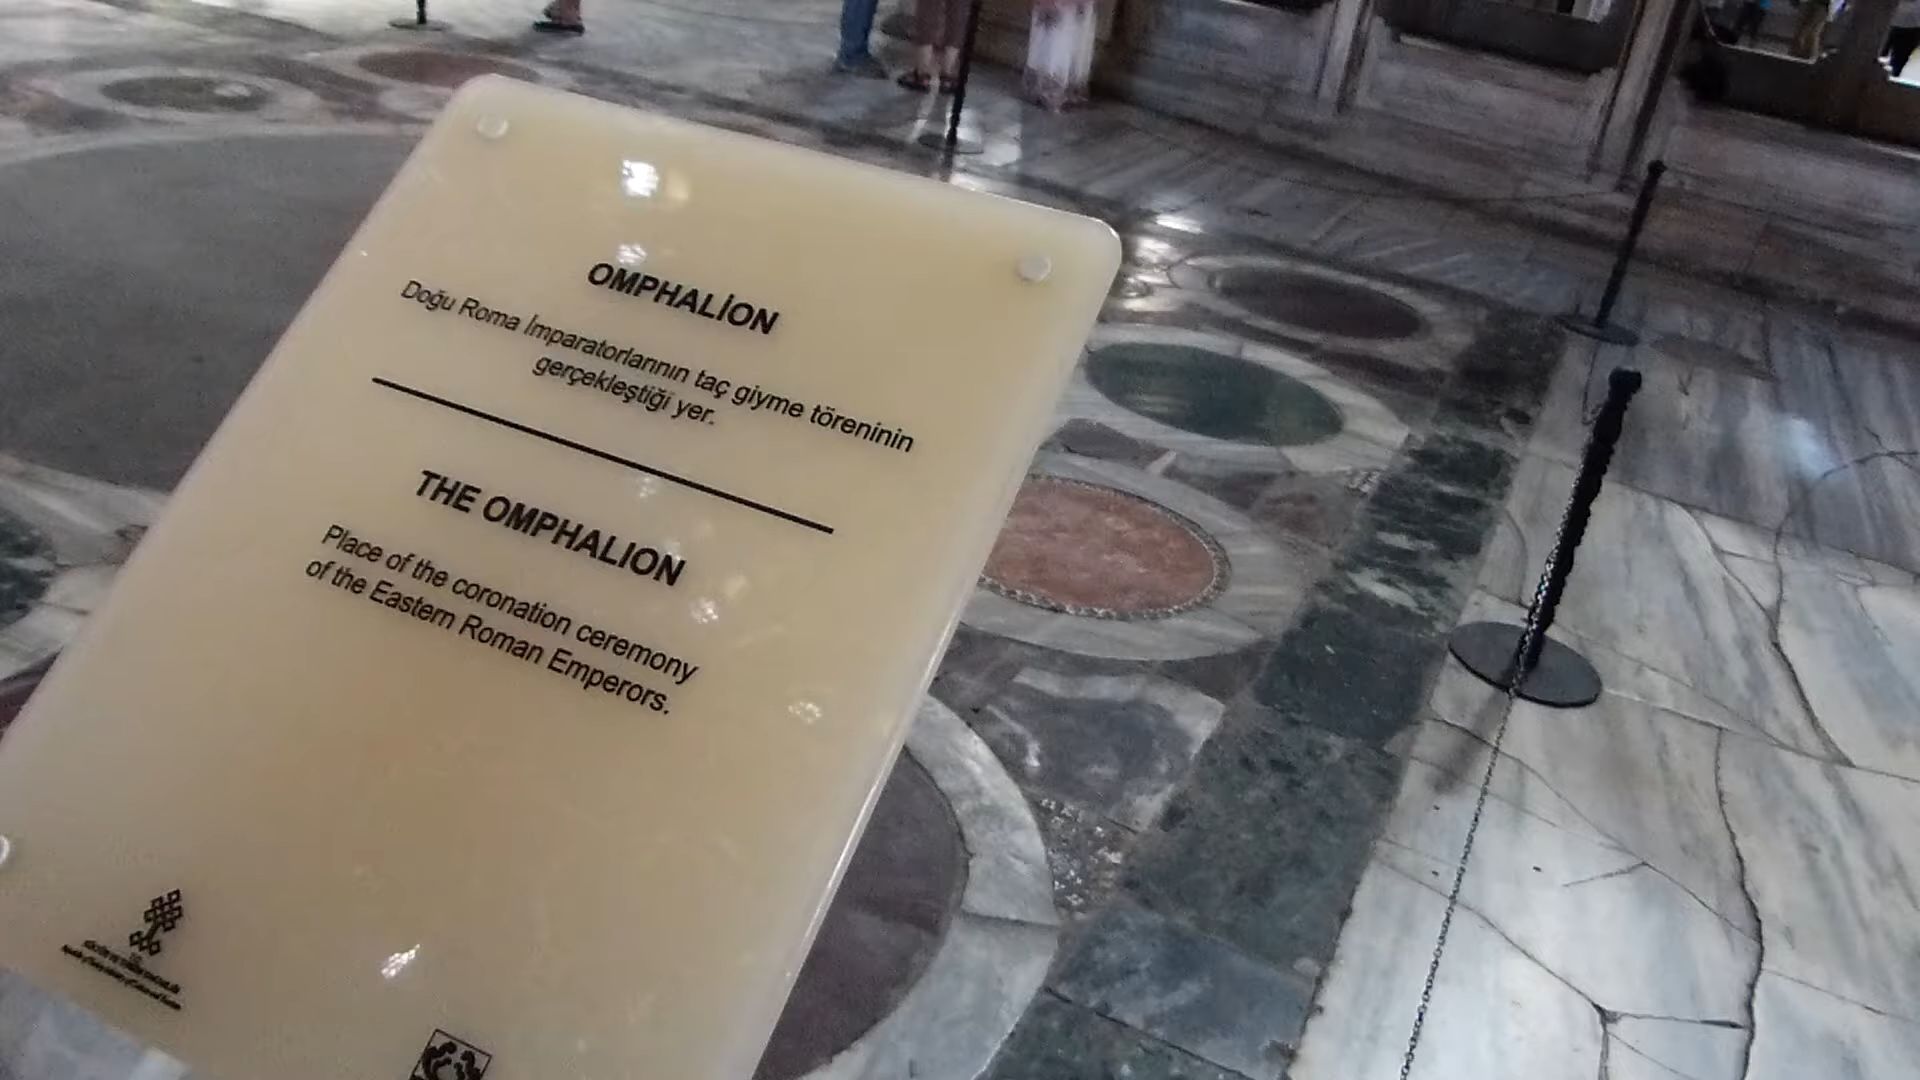 OMPHALİON
Doğu Roma İmparatorlarının taç giyme töreninin
gerçekleştiği yer.
THE OMPHALION
Place of the coronation ceremony
of the Eastern Roman Emperors.